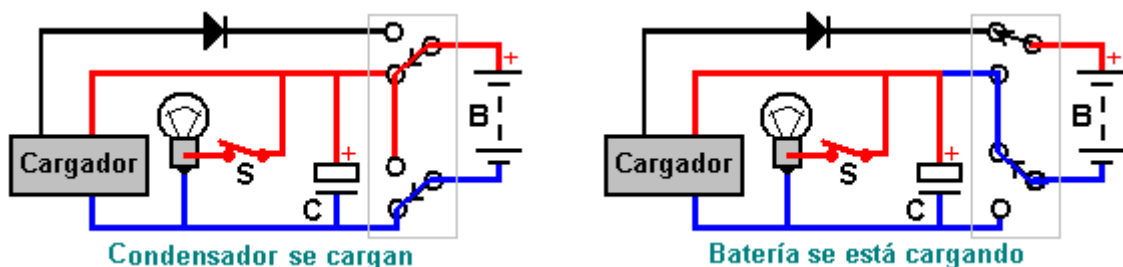 +
Cargador
S
+
C
B
Condensador se cargan
+
Cargador
S
+
C
B
Batería se está cargando